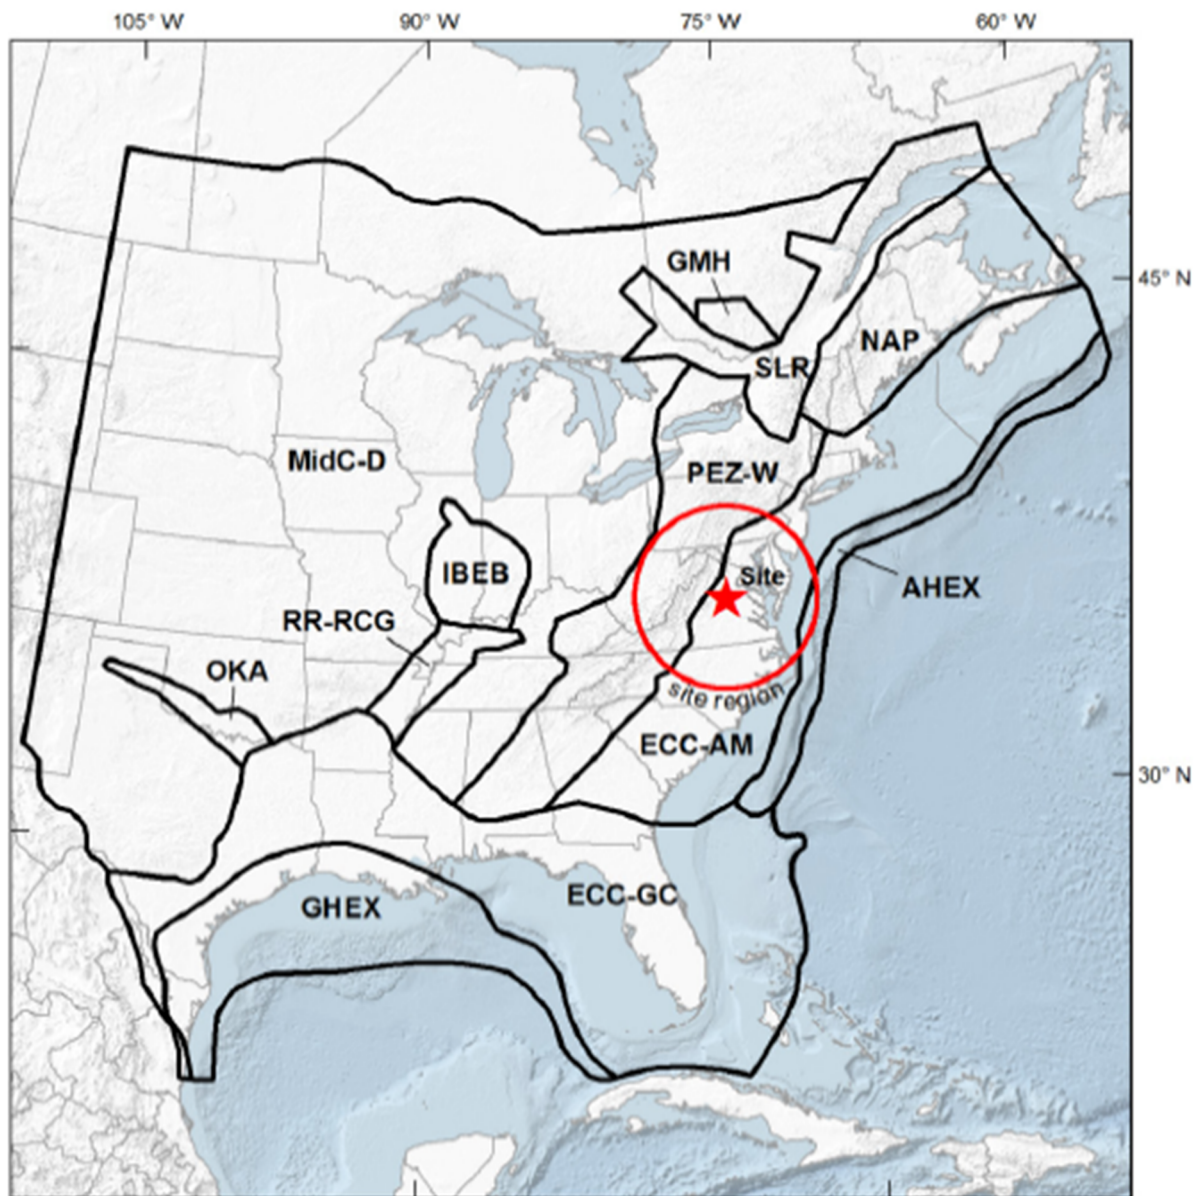 105° W
90° W
75° W
60° W
GMH
45° N
NAP
SLR
MidC-D
PEZ-W
IBEB
Site
AHEX
RR-RCG
OKA
site region
ECC-AM
30° N
ECC-GC
GHEX